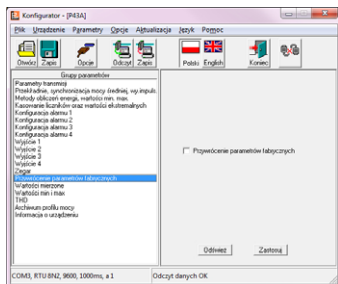 Konfigurator - [P43A]
Plik Urządzenie Parametry Opcje Aktualizacja Język Pomoc
Otwórz Zapis Opcje Odczyt Zapis Polski English Koniec
Grupy parametrów
Parametry transmisji
Przekładnie, synchronizacja mocy średniej, wy.impuls.
Metody obliczeń energii, wartości min. max.
Kasowanie liczników oraz wartości ekstremalnych
Konfiguracja alarmu 1
Konfiguracja alarmu 2
Konfiguracja alarmu 3
Konfiguracja alarmu 4
Wyjście 1
Wyjście 2
Wyjście 3
Wyjście 4
Zegar
Przywrócenie parametrów fabrycznych
Wartości mierzone
Wartości min i max
THD
Archiwum profilu mocy
Informacja o urządzeniu
Przywrócenie parametrów fabrycznych
Odśwież Zastosuj
COM3, RTU 8N2, 9600, 1000ms, a 1 Odczyt danych OK